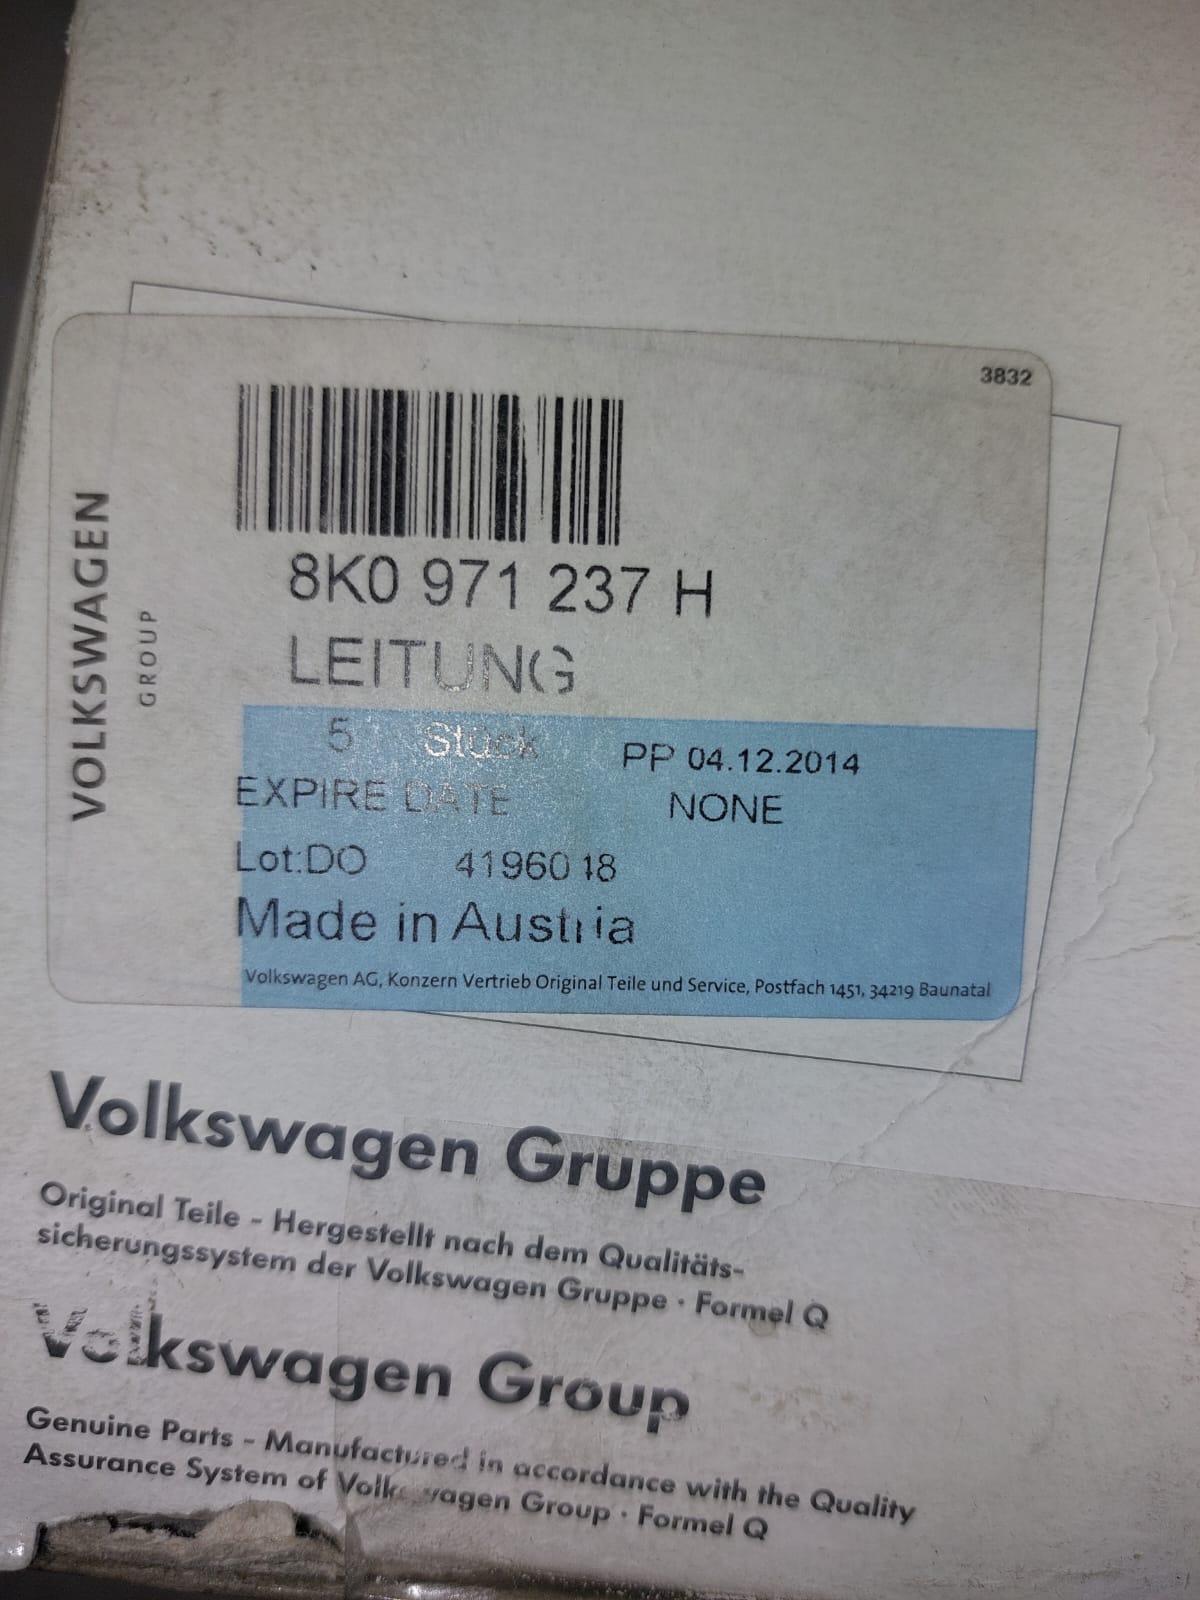 3832
VOLKSWAGEN
GROUP
8K0 971 237 H
LEITUNG
5 Stück PP 04.12.2014
EXPIRE DATE NONE
Lot:DO 41960 18
Made in Austria
Volkswagen AG, Konzern Vertrieb Original Teile und Service, Postfach 1451, 34219 Baunatal
Volkswagen Gruppe
Original Teile - Hergestellt nach dem Qualitäts-
sicherungssystem der Volkswagen Gruppe · Formel Q
Volkswagen Group
Genuine Parts - Manufactured in accordance with the Quality
Assurance System of Volkswagen Group · Formel Q